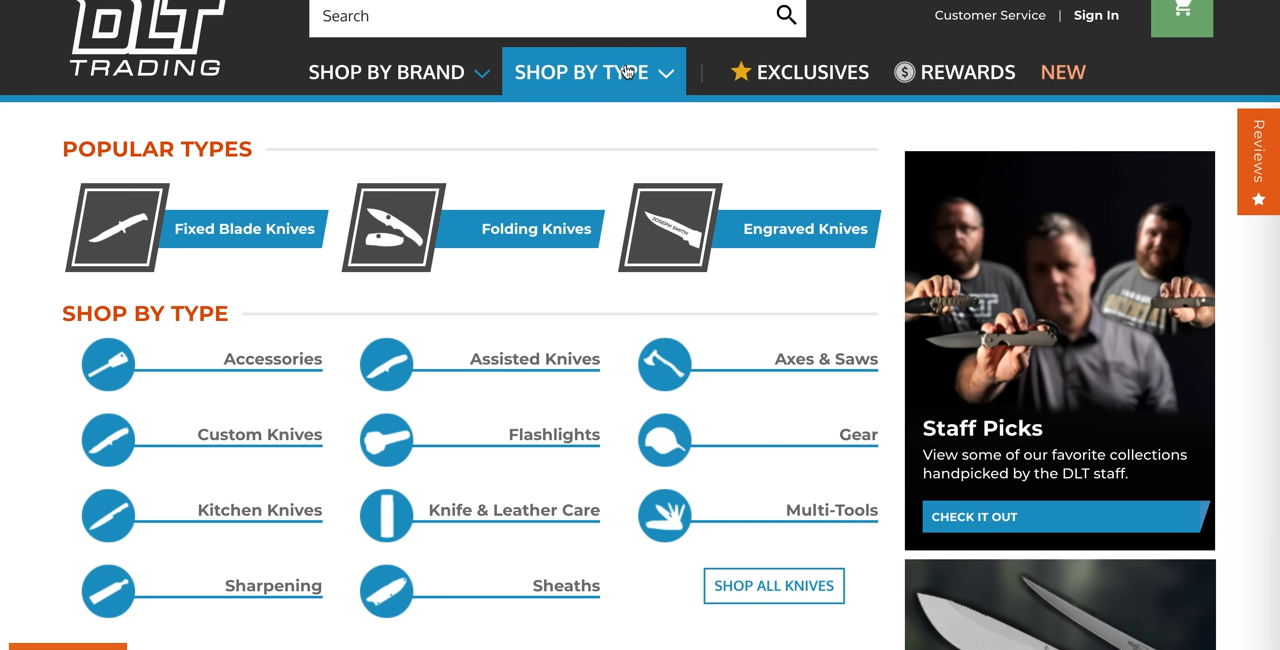 DLT
TRADING
Search
Customer Service | Sign In
SHOP BY BRAND
SHOP BY TYPE
EXCLUSIVES
$
REWARDS
NEW
Reviews
POPULAR TYPES
Fixed Blade Knives
Folding Knives
JOSEPH SMITH
Engraved Knives
SHOP BY TYPE
Accessories
Assisted Knives
Axes & Saws
Custom Knives
Flashlights
Gear
Kitchen Knives
Knife & Leather Care
Multi-Tools
Sharpening
Sheaths
SHOP ALL KNIVES
Staff Picks
View some of our favorite collections
handpicked by the DLT staff.
CHECK IT OUT